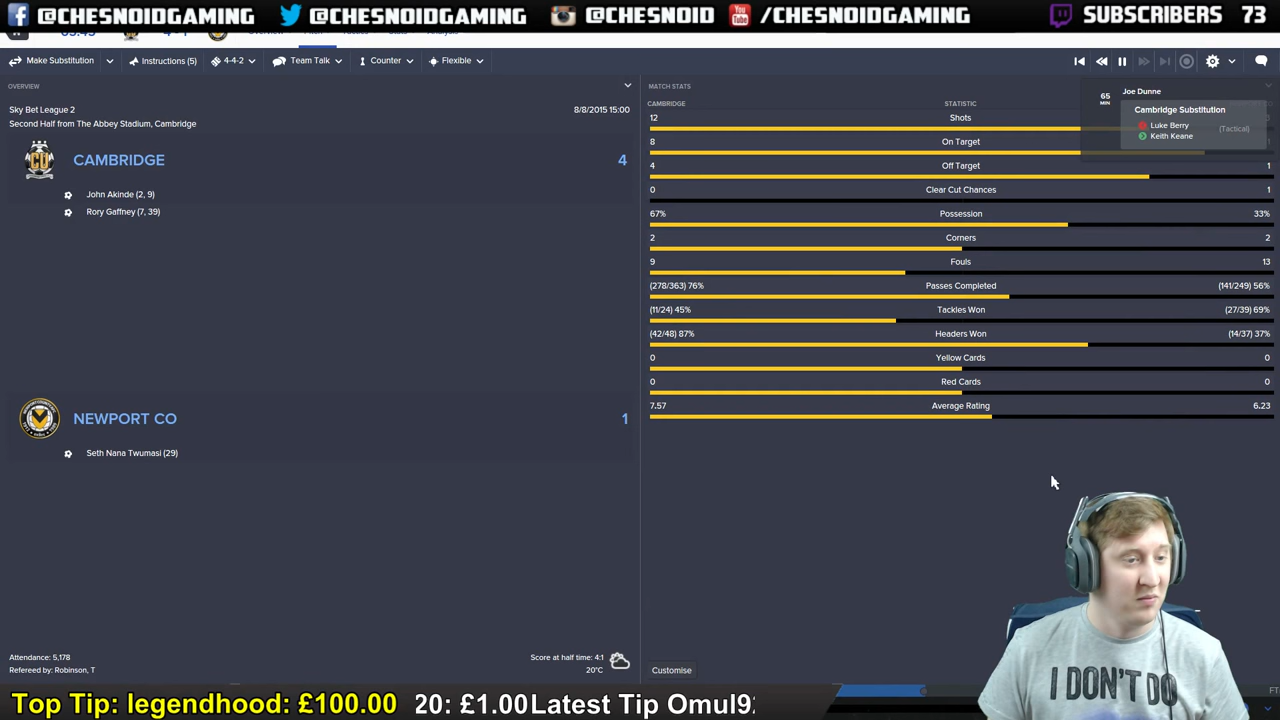 @CHESNOIDGAMING @CHESNOIDGAMING @CHESNOID /CHESNOIDGAMING SUBSCRIBERS 73
Make Substitution Instructions (5) 4-4-2 Team Talk Counter Flexible
OVERVIEW
Sky Bet League 2 8/8/2015 15:00
Second Half from The Abbey Stadium, Cambridge
CAMBRIDGE 4
John Akinde (2, 9)
Rory Gaffney (7, 39)
NEWPORT CO 1
Seth Nana Twumasi (29)
Attendance: 5,178 Score at half time: 4:1
Refereed by: Robinson, T 20°C
MATCH STATS
CAMBRIDGE STATISTIC
12 Shots
8 On Target
4 Off Target 1
0 Clear Cut Chances 1
67% Possession 33%
2 Corners 2
9 Fouls 13
(278/363) 76% Passes Completed (141/249) 56%
(11/24) 45% Tackles Won (27/39) 69%
(42/48) 87% Headers Won (14/37) 37%
0 Yellow Cards 0
0 Red Cards 0
7.57 Average Rating 6.23
65 MIN
Joe Dunne
Cambridge Substitution
Luke Berry
Keith Keane
(Tactical)
Customise
I DON'T DO
FT
Top Tip: legendhood: £100.00 20: £1.00Latest Tip Omul9